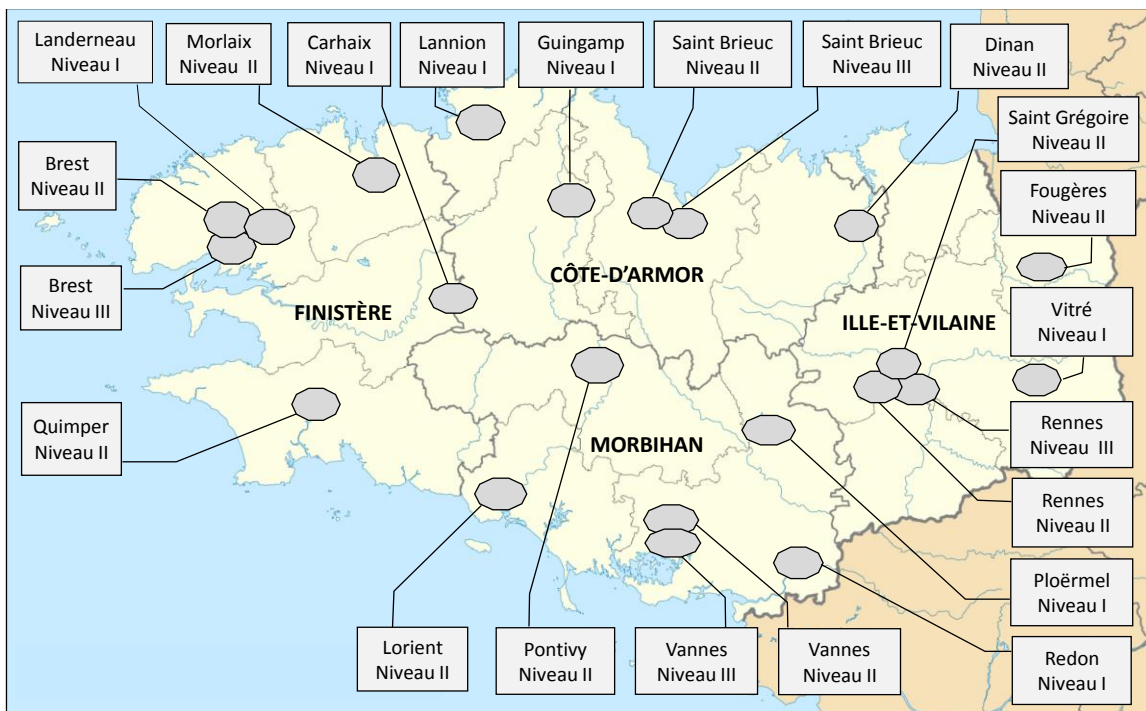 Landerneau
Niveau I
Morlaix
Niveau II
Carhaix
Niveau I
Lannion
Niveau I
Guingamp
Niveau I
Saint Brieuc
Niveau II
Saint Brieuc
Niveau III
Dinan
Niveau II
Saint Grégoire
Niveau II
Brest
Niveau II
Fougères
Niveau II
Brest
Niveau III
CÔTE-D’ARMOR
FINISTÈRE
ILLE-ET-VILAINE
Vitré
Niveau I
Quimper
Niveau II
MORBIHAN
Rennes
Niveau III
Rennes
Niveau II
Ploërmel
Niveau I
Lorient
Niveau II
Pontivy
Niveau II
Vannes
Niveau III
Vannes
Niveau II
Redon
Niveau I